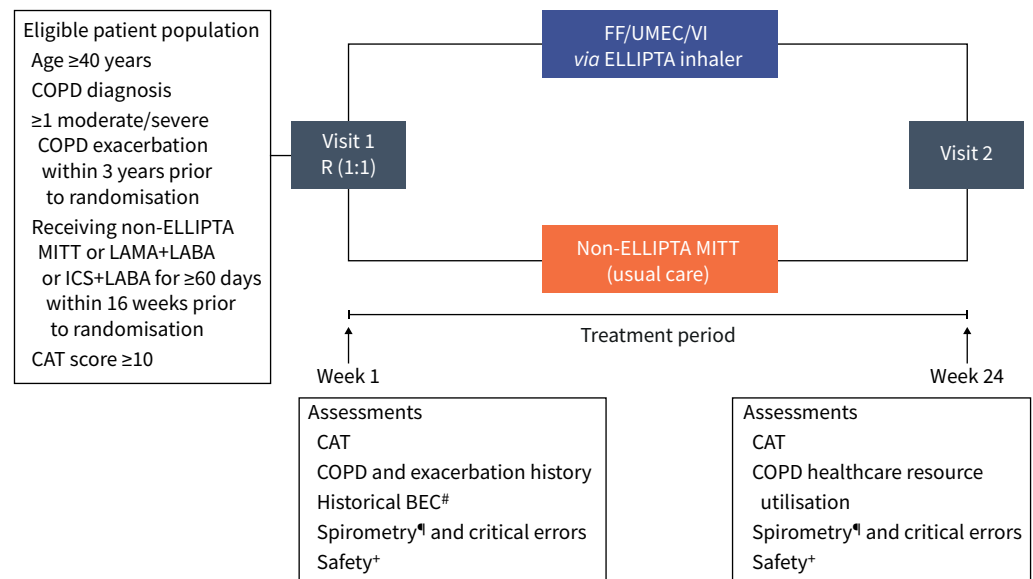 Eligible patient population
Age ≥40 years
COPD diagnosis
≥1 moderate/severe
COPD exacerbation
within 3 years prior
to randomisation
Receiving non-ELLIPTA
MITT or LAMA+LABA
or ICS+LABA for ≥60 days
within 16 weeks prior
to randomisation
CAT score ≥10
Visit 1
R (1:1)
FF/UMEC/VI
via ELLIPTA inhaler
Non-ELLIPTA MITT
(usual care)
Visit 2
Treatment period
Week 1
Week 24
Assessments
CAT
COPD and exacerbation history
Historical BEC#
Spirometry¶ and critical errors
Safety+
Assessments
CAT
COPD healthcare resource
utilisation
Spirometry¶ and critical errors
Safety+